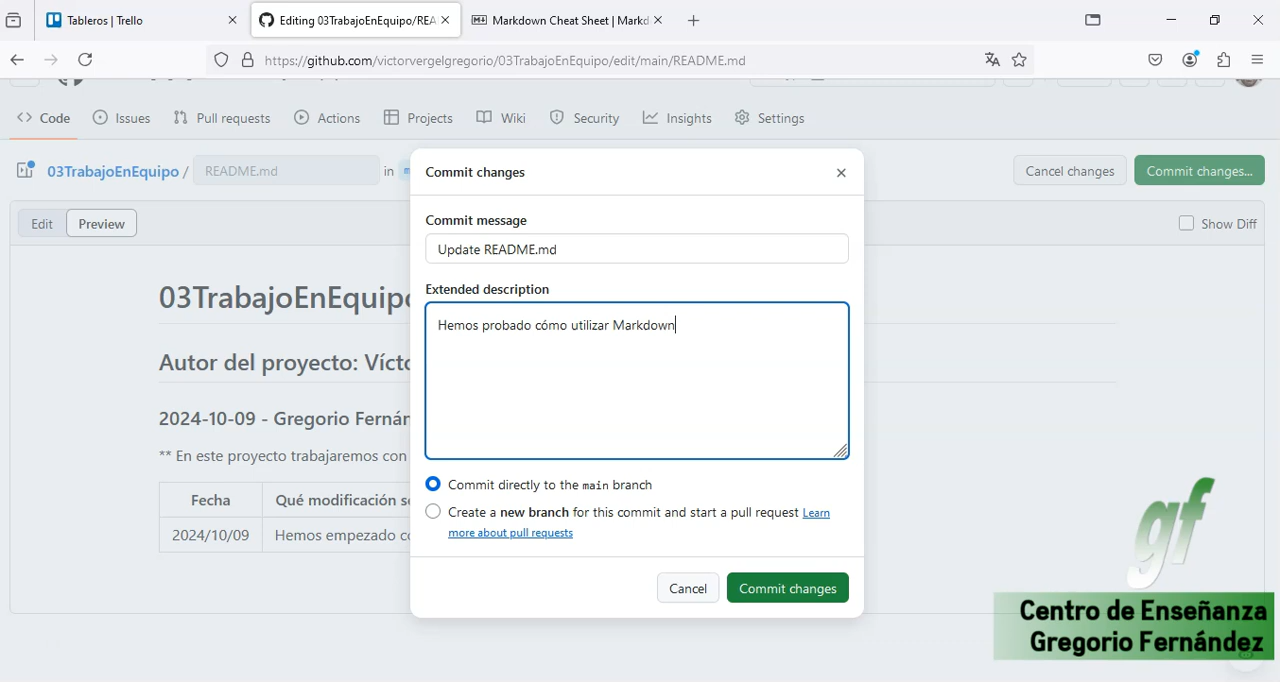 Tableros | Trello
Editing 03TrabajoEnEquipo/REA
Markdown Cheat Sheet | Markd
https://github.com/victorvergelgregorio/03TrabajoEnEquipo/edit/main/README.md
Code
Issues
Pull requests
Actions
Projects
Wiki
Security
Insights
Settings
03TrabajoEnEquipo / README.md in
Cancel changes
Commit changes...
Edit
Preview
Show Diff
03TrabajoEnEquipo
Autor del proyecto: Vícto
2024-10-09 - Gregorio Fernán
** En este proyecto trabajaremos con
Fecha Qué modificación se
2024/10/09 Hemos empezado co
Commit changes
Commit message
Update README.md
Extended description
Hemos probado cómo utilizar Markdown
Commit directly to the main branch
Create a new branch for this commit and start a pull request Learn
more about pull requests
Cancel
Commit changes
gf
Centro de Enseñanza
Gregorio Fernández